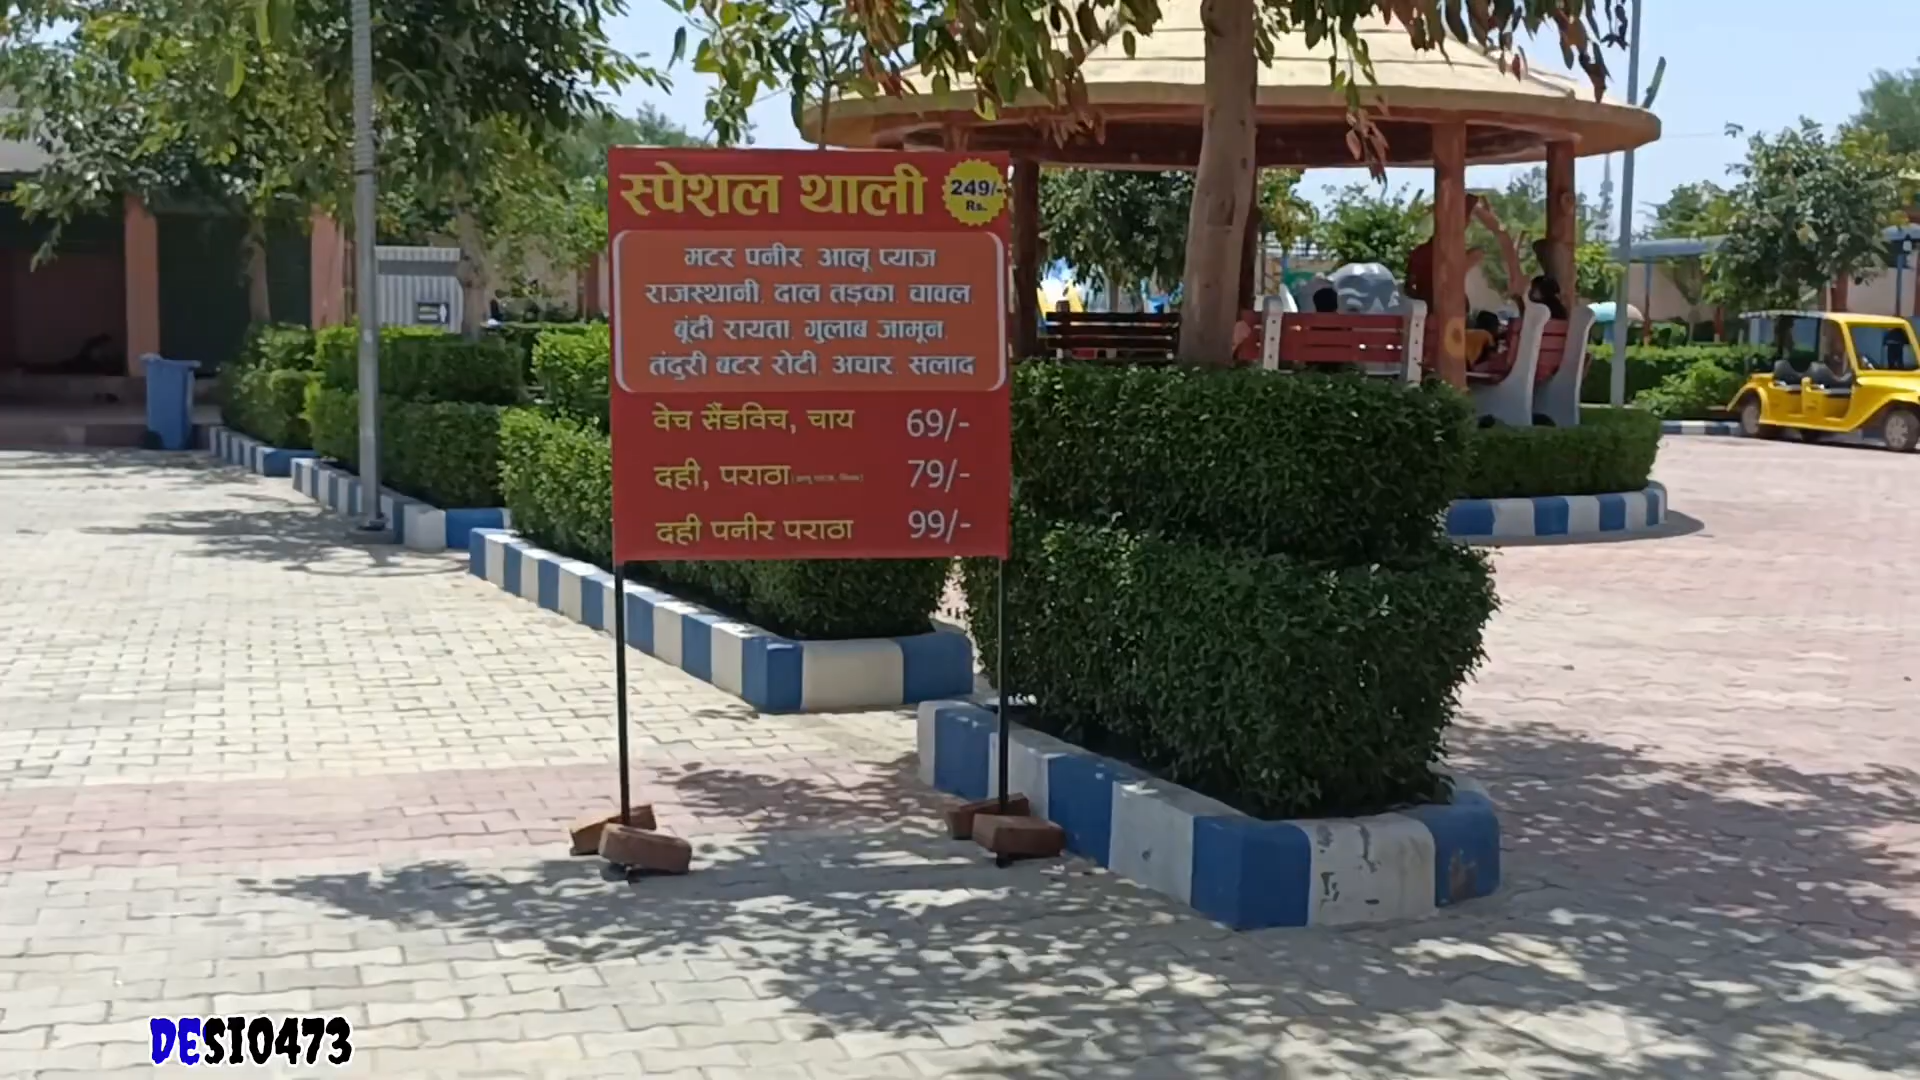 स्पेशल थाली 249/- Rs.
मटर पनीर आलू प्याज
राजस्थानी, दाल तड़का, चावल,
बूंदी रायता, गुलाब जामून,
तंदुरी बटर रोटी, अचार, सलाद
वेच सैंडविच, चाय 69/-
दही, पराठा 79/-
दही पनीर पराठा 99/-
DESI0473